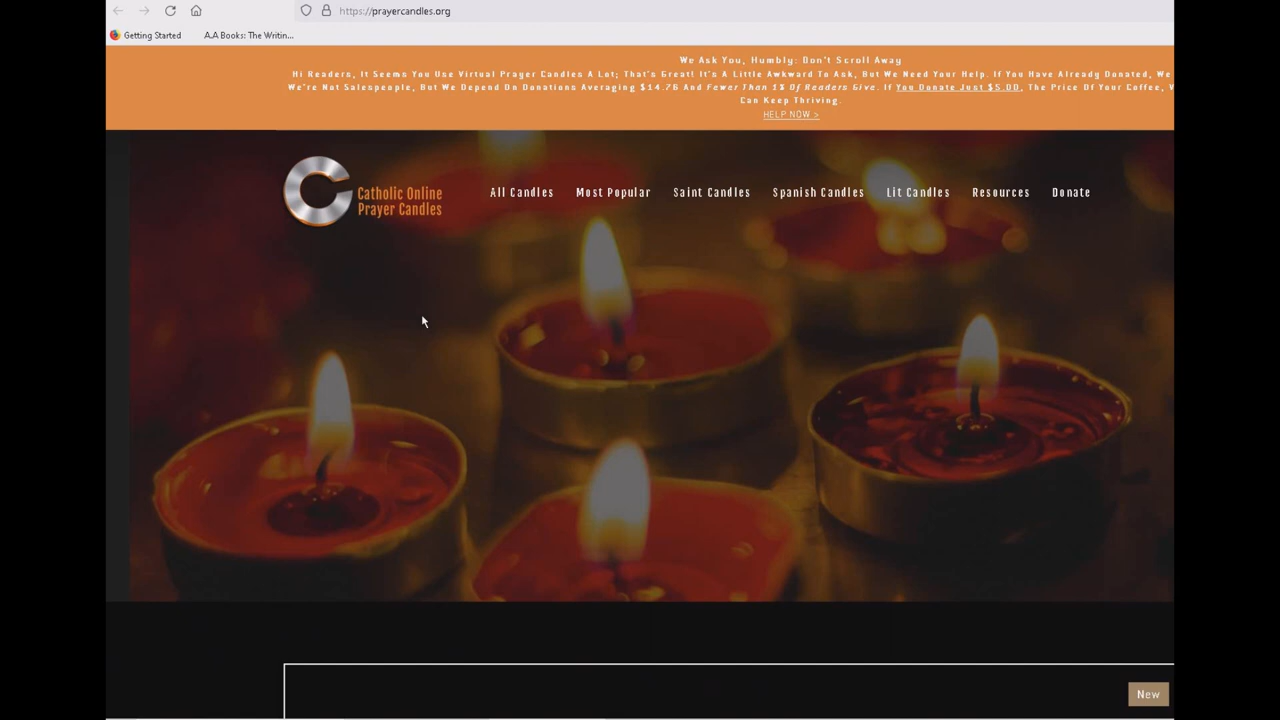 https://prayercandles.org
Getting Started A.A Books: The Writin...
We Ask You, Humbly: Don't Scroll Away
Hi Readers, It Seems You Use Virtual Prayer Candles A Lot; That's Great! It's A Little Awkward To Ask, But We Need Your Help. If You Have Already Donated, We
We're Not Salespeople, But We Depend On Donations Averaging $14.76 And Fewer Than 1% Of Readers Give. If You Donate Just $5.00, The Price Of Your Coffee,
Can Keep Thriving.
HELP NOW >
Catholic Online
Prayer Candles
All Candles Most Popular Saint Candles Spanish Candles Lit Candles Resources Donate
New